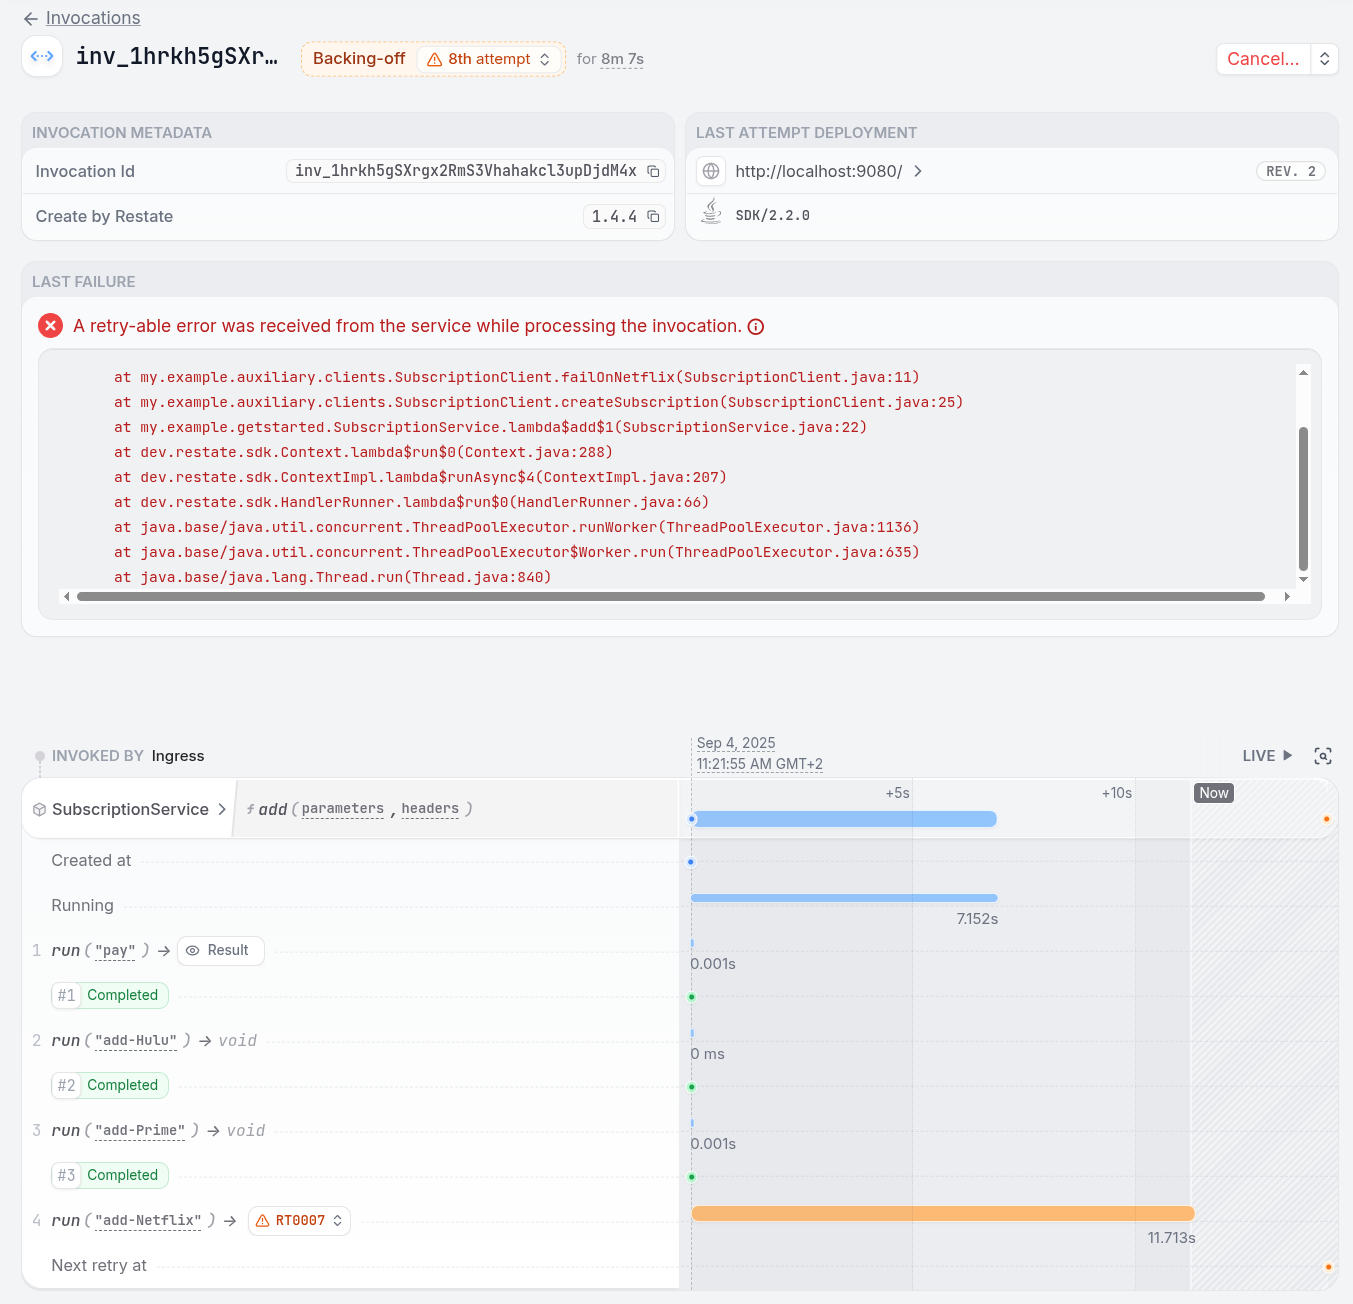 Invocations
inv_1hrkh5gSXr…
Backing-off 8th attempt for 8m 7s
Cancel...
INVOCATION METADATA
Invocation Id inv_1hrkh5gSXrgx2RmS3Vhahakcl3upDjdM4x
Create by Restate 1.4.4
LAST ATTEMPT DEPLOYMENT
http://localhost:9080/ REV. 2
SDK/2.2.0
LAST FAILURE
A retry-able error was received from the service while processing the invocation.
at my.example.auxiliary.clients.SubscriptionClient.failOnNetflix(SubscriptionClient.java:11)
at my.example.auxiliary.clients.SubscriptionClient.createSubscription(SubscriptionClient.java:25)
at my.example.getstarted.SubscriptionService.lambda$add$1(SubscriptionService.java:22)
at dev.restate.sdk.Context.lambda$run$0(Context.java:288)
at dev.restate.sdk.ContextImpl.lambda$runAsync$4(ContextImpl.java:207)
at dev.restate.sdk.HandlerRunner.lambda$run$0(HandlerRunner.java:66)
at java.base/java.util.concurrent.ThreadPoolExecutor.runWorker(ThreadPoolExecutor.java:1136)
at java.base/java.util.concurrent.ThreadPoolExecutor$Worker.run(ThreadPoolExecutor.java:635)
at java.base/java.lang.Thread.run(Thread.java:840)
INVOKED BY Ingress
Sep 4, 2025
11:21:55 AM GMT+2
LIVE
SubscriptionService
f add ( parameters , headers )
+5s +10s Now
Created at
Running
7.152s
1 run ( "pay" ) → Result
0.001s
#1 Completed
2 run ( "add-Hulu" ) → void
0 ms
#2 Completed
3 run ( "add-Prime" ) → void
0.001s
#3 Completed
4 run ( "add-Netflix" ) → RT0007
11.713s
Next retry at